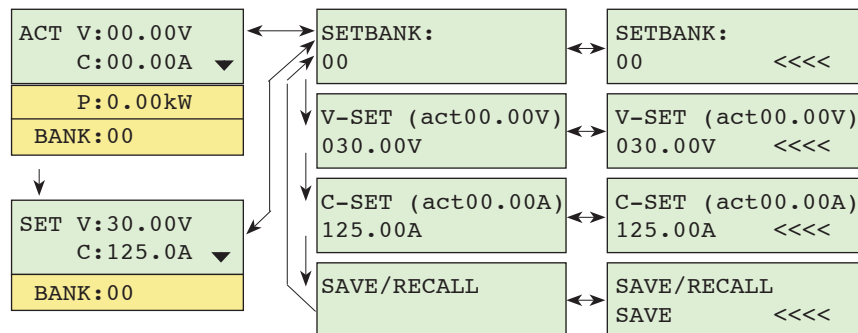 ACT V:00.00V
C:00.00A
P:0.00kW
BANK:00
SET V:30.00V
C:125.0A
BANK:00
SETBANK:
00
V-SET (act00.00V)
030.00V
C-SET (act00.00A)
125.00A
SAVE/RECALL
SETBANK:
00 <<<<
V-SET (act00.00V)
030.00V <<<<
C-SET (act00.00A)
125.00A <<<<
SAVE/RECALL
SAVE <<<<